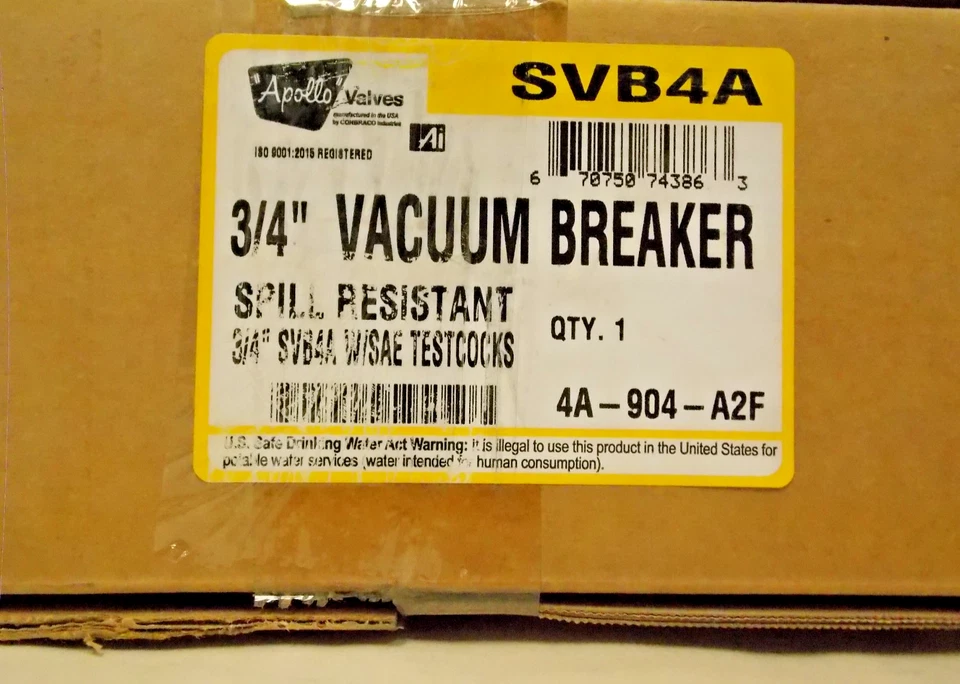 "Apollo" Valves
manufactured in the USA
by CONBRACO Industries
Ai
ISO 9001:2015 REGISTERED
SVB4A
6 70750 74386 3
3/4" VACUUM BREAKER
SPILL RESISTANT
3/4" SVB4A W/SAE TESTCOCKS
QTY. 1
4A-904-A2F
U.S. Safe Drinking Water Act Warning: It is illegal to use this product in the United States for
potable water services (water intended for human consumption).